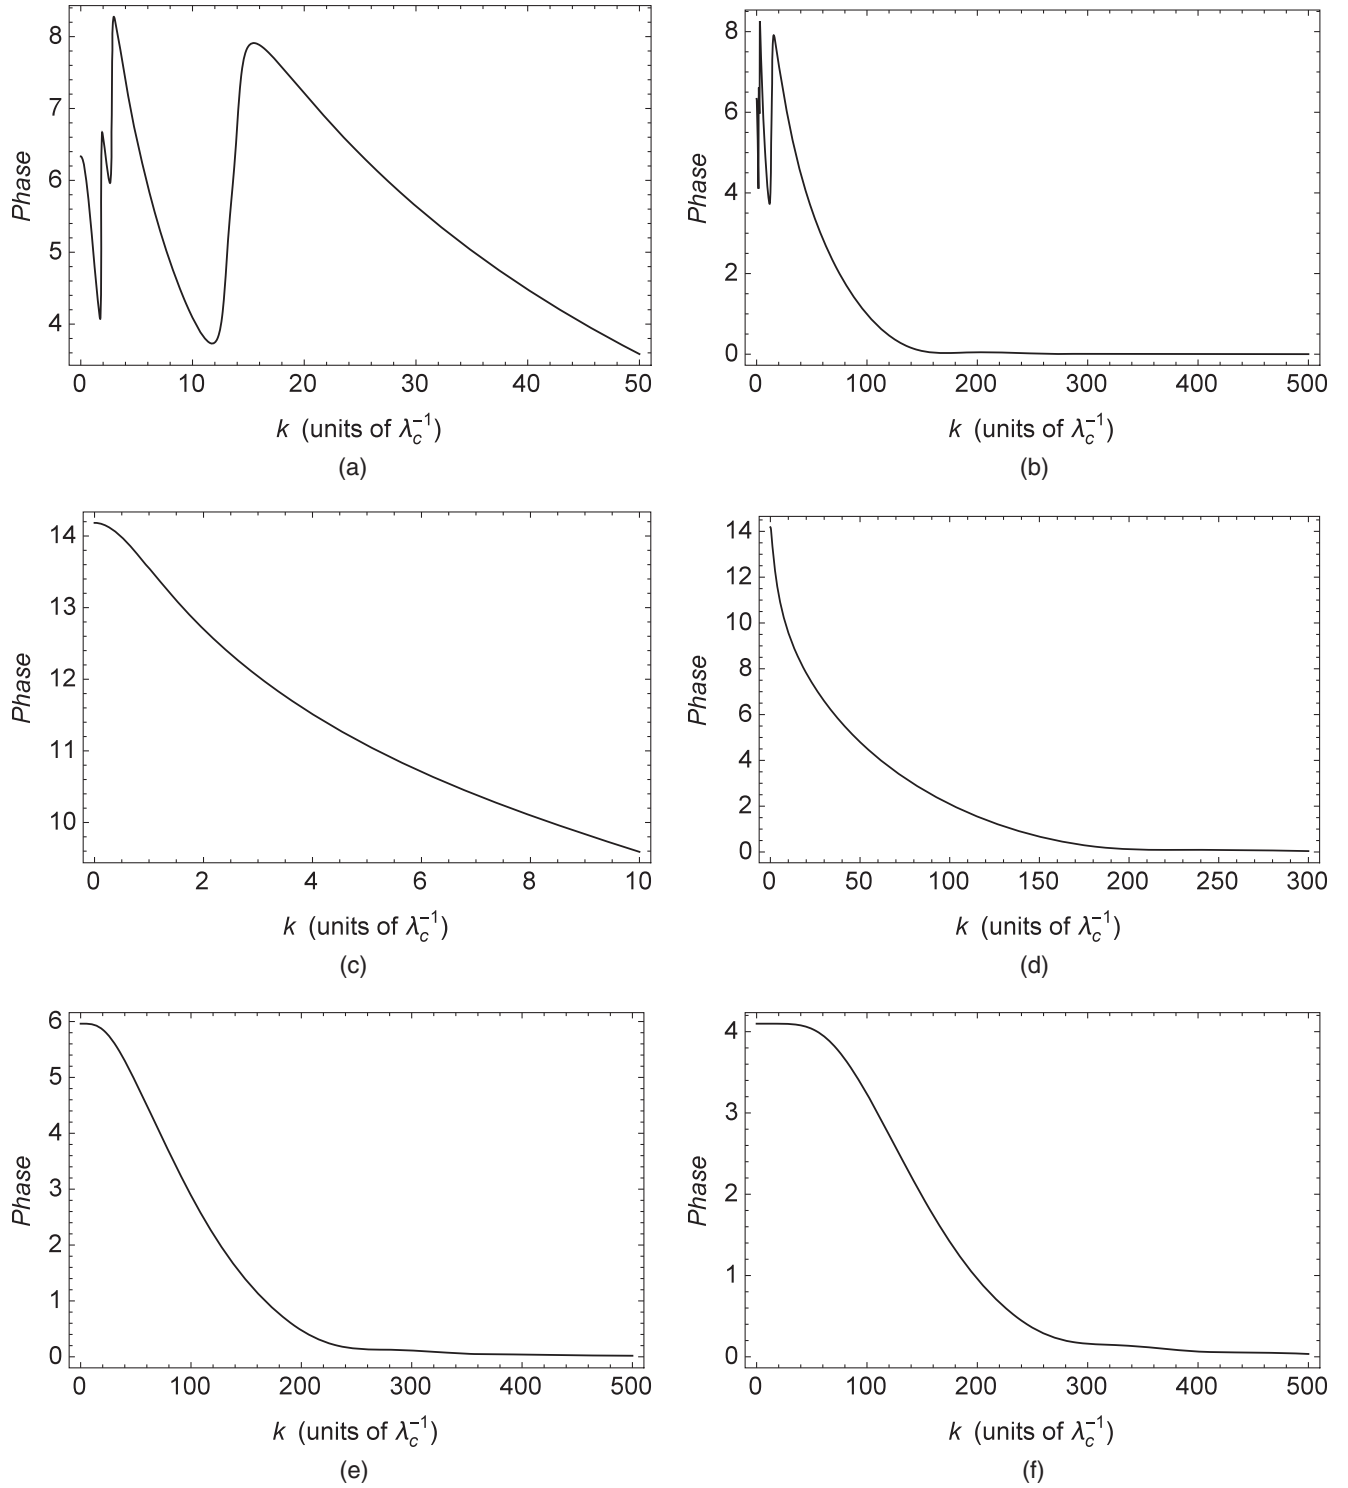 8
7
6
5
4
Phase
0 10 20 30 40 50
k (units of λc⁻¹)
(a)
8
6
4
2
0
Phase
0 100 200 300 400 500
k (units of λc⁻¹)
(b)
14
13
12
11
10
Phase
0 2 4 6 8 10
k (units of λc⁻¹)
(c)
14
12
10
8
6
4
2
0
Phase
0 50 100 150 200 250 300
k (units of λc⁻¹)
(d)
6
5
4
3
2
1
0
Phase
0 100 200 300 400 500
k (units of λc⁻¹)
(e)
4
3
2
1
0
Phase
0 100 200 300 400 500
k (units of λc⁻¹)
(f)